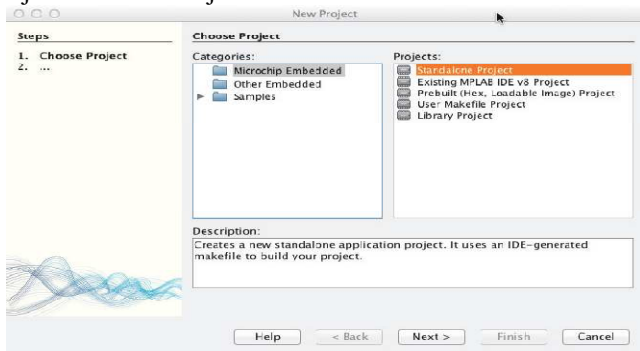 New Project
Steps
1. Choose Project
2. ...
Choose Project
Categories:
Microchip Embedded
Other Embedded
Samples
Projects:
Standalone Project
Existing MPLAB IDE v8 Project
Prebuilt (Hex, Loadable Image) Project
User Makefile Project
Library Project
Description:
Creates a new standalone application project. It uses an IDE-generated
makefile to build your project.
Help < Back Next > Finish Cancel